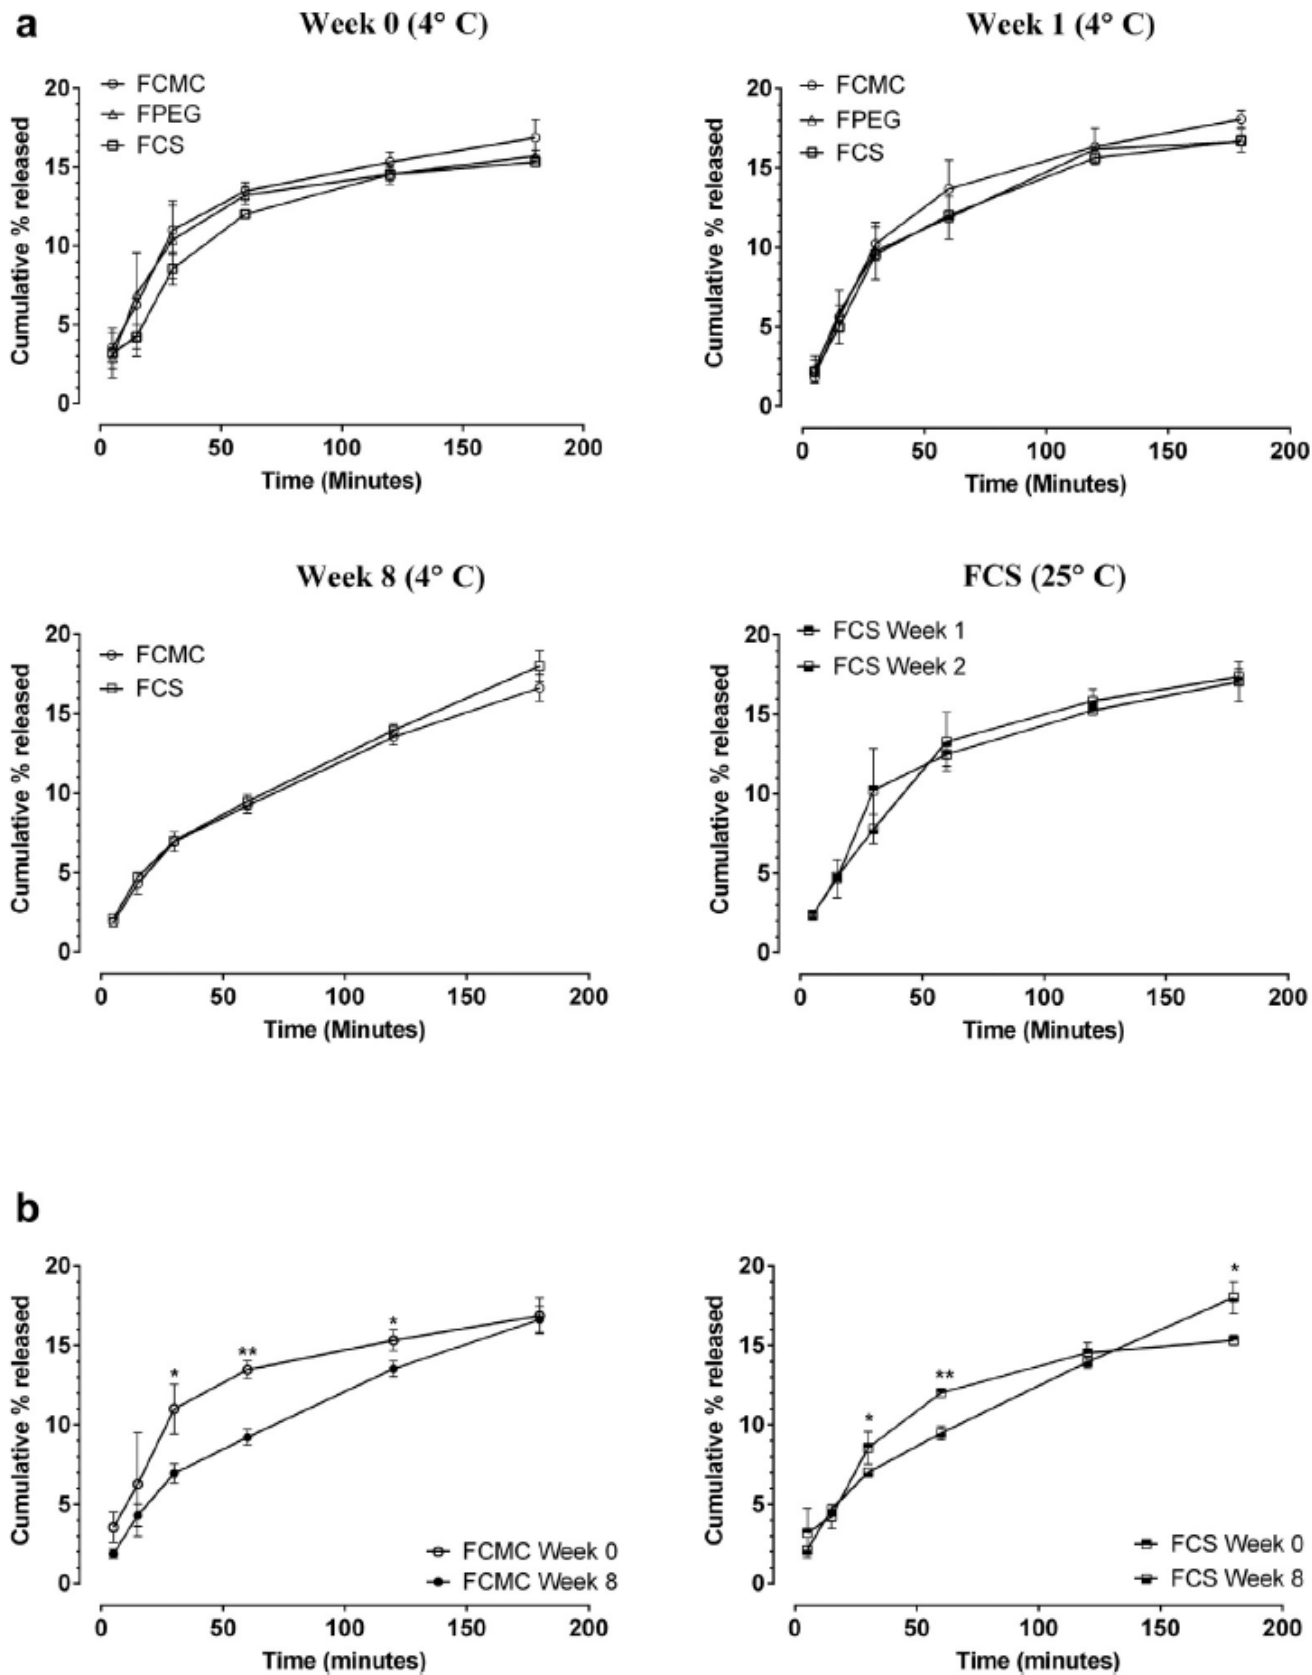 a
Week 0 (4° C)
FCMC
FPEG
FCS
20
15
10
5
0
Cumulative % released
0 50 100 150 200
Time (Minutes)
Week 1 (4° C)
FCMC
FPEG
FCS
20
15
10
5
0
Cumulative % released
0 50 100 150 200
Time (Minutes)
Week 8 (4° C)
FCMC
FCS
20
15
10
5
0
Cumulative % released
0 50 100 150 200
Time (Minutes)
FCS (25° C)
FCS Week 1
FCS Week 2
20
15
10
5
0
Cumulative % released
0 50 100 150 200
Time (Minutes)
b
20
15
10
5
0
Cumulative % released
*
**
*
FCMC Week 0
FCMC Week 8
0 50 100 150 200
Time (minutes)
20
15
10
5
0
Cumulative % released
*
**
*
FCS Week 0
FCS Week 8
0 50 100 150 200
Time (minutes)